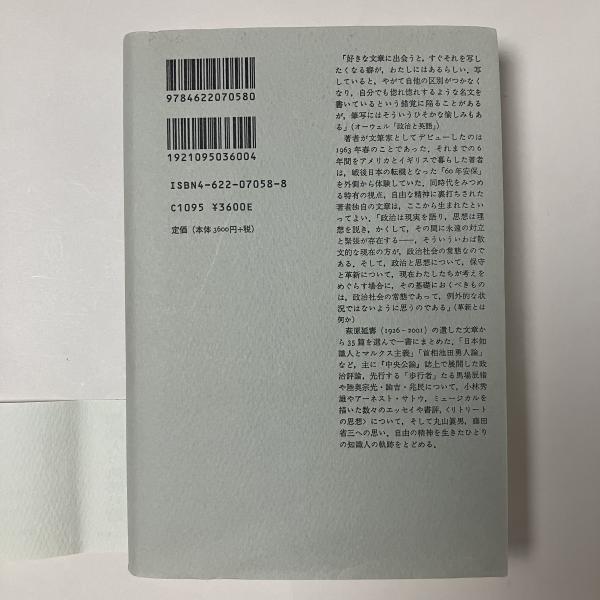 9784622070580
1921095036004
ISBN4-622-07058-8
C1095 ¥3600E
定価（本体3600円+税）
「好きな文章に出会うと，すぐそれを写し
たくなる癖が，わたしにはあるらしい．写
していると，やがて自他の区別がつかなく
なり，自分でも惚れ惚れするような名文を
書いているという錯覚に陥ることがある
が，筆写にはそういうひそかな愉しみもあ
る」（オーウェル「政治と英語」）
著者が文筆家としてデビューしたのは
1963年春のことであった．それまでの6
年間をアメリカとイギリスで暮らした著者
は，戦後日本の転機となった「60年安保」
を外側から体験していた．同時代をみつめ
る特有の視点，自由な精神に裏打ちされた
著者独自の文章は，ここから生まれたとい
ってよい．「政治は現実を語り，思想は理
想を説き，かくして，その間に永遠の対立
と緊張が存在する——，そういういわば散
文的な現在の方が，政治社会の常態なので
ある．そして，政治と思想について，保守
と革新について，現在わたしたちが考えを
めぐらす場合に，その基礎におくべきもの
は，政治社会の常態であって，例外的な状
況ではないように思うのである」（革新とは
何か）
萩原延壽（1926-2001）の遺した文章か
ら35篇を選んで一書にまとめた．「日本知
識人とマルクス主義」「首相池田勇人論」
など，主に『中央公論』誌上で展開した政
治評論，先行する「歩行者」たる馬場辰猪
や陸奥宗光・諭吉・兆民について，小林秀
雄やアーネスト・サトウ，ミュージカルを
描いた数々のエッセイや書評，〈リトリート
の思想〉について，そして丸山眞男，藤田
省三への思い．自由の精神を生きたひとり
の知識人の軌跡をとどめる．